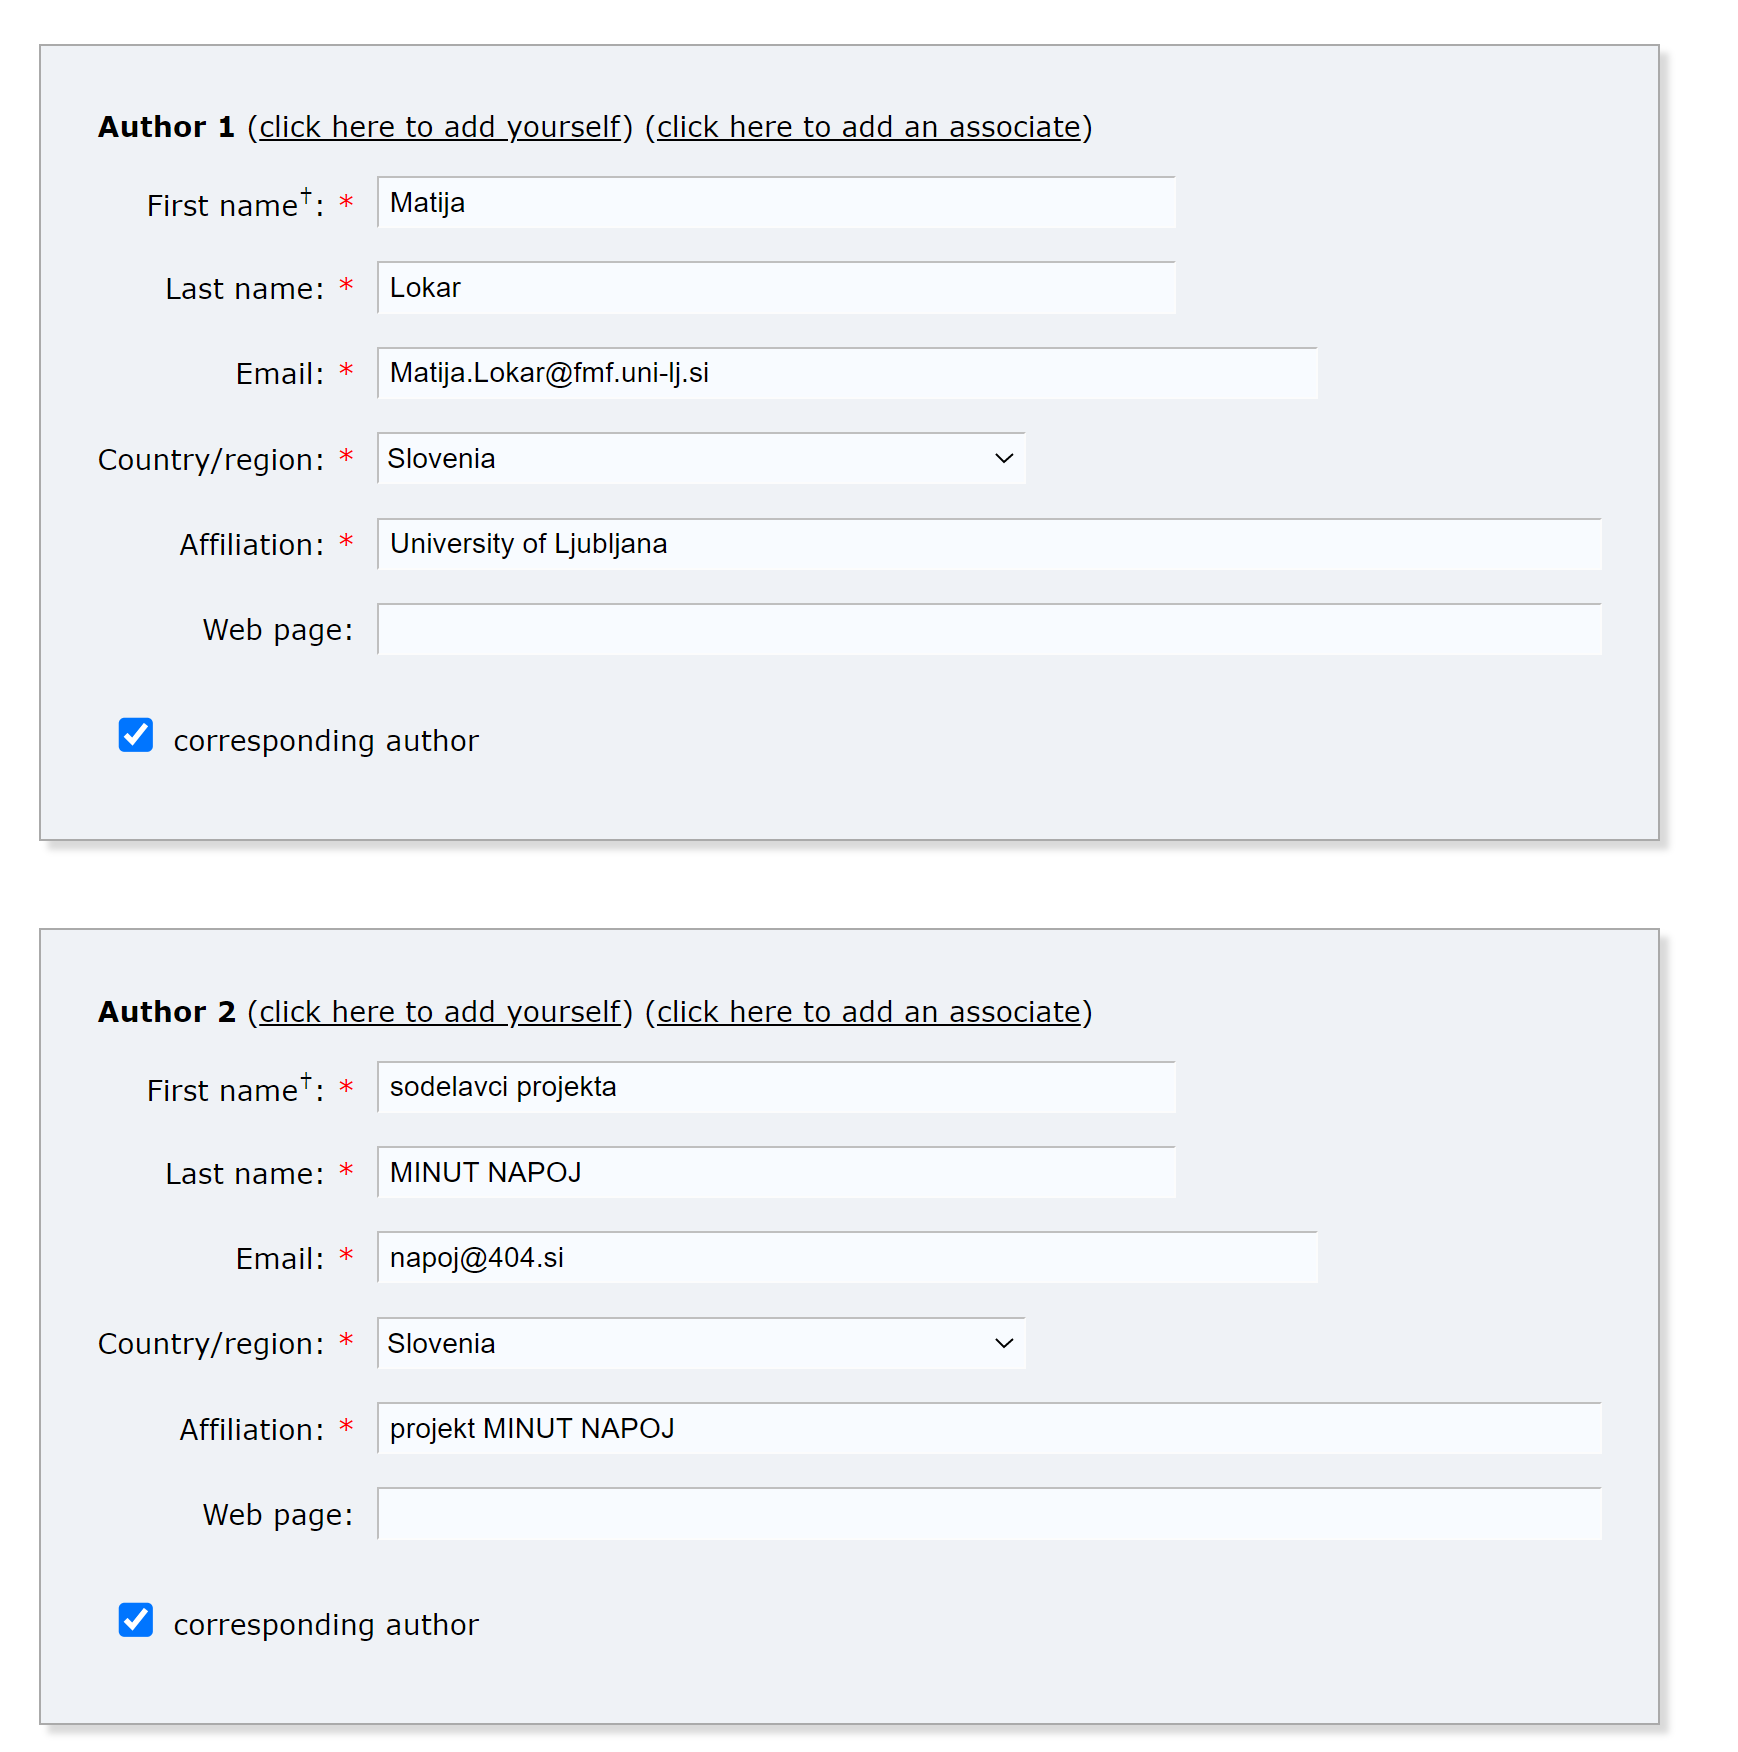 Author 1 (click here to add yourself) (click here to add an associate)
First name†: * Matija
Last name: * Lokar
Email: * Matija.Lokar@fmf.uni-lj.si
Country/region: * Slovenia
Affiliation: * University of Ljubljana
Web page:
corresponding author
Author 2 (click here to add yourself) (click here to add an associate)
First name†: * sodelavci projekta
Last name: * MINUT NAPOJ
Email: * napoj@404.si
Country/region: * Slovenia
Affiliation: * projekt MINUT NAPOJ
Web page:
corresponding author